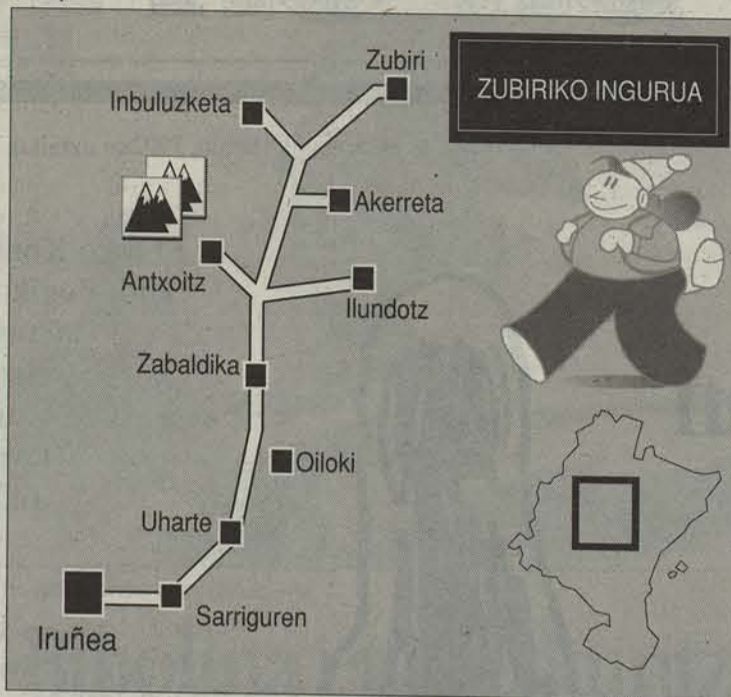 ZUBIRIKO INGURUA
Zubiri
Inbuluzketa
Akerreta
Antxoitz
Ilundotz
Zabaldika
Oiloki
Uharte
Sarriguren
Iruñea